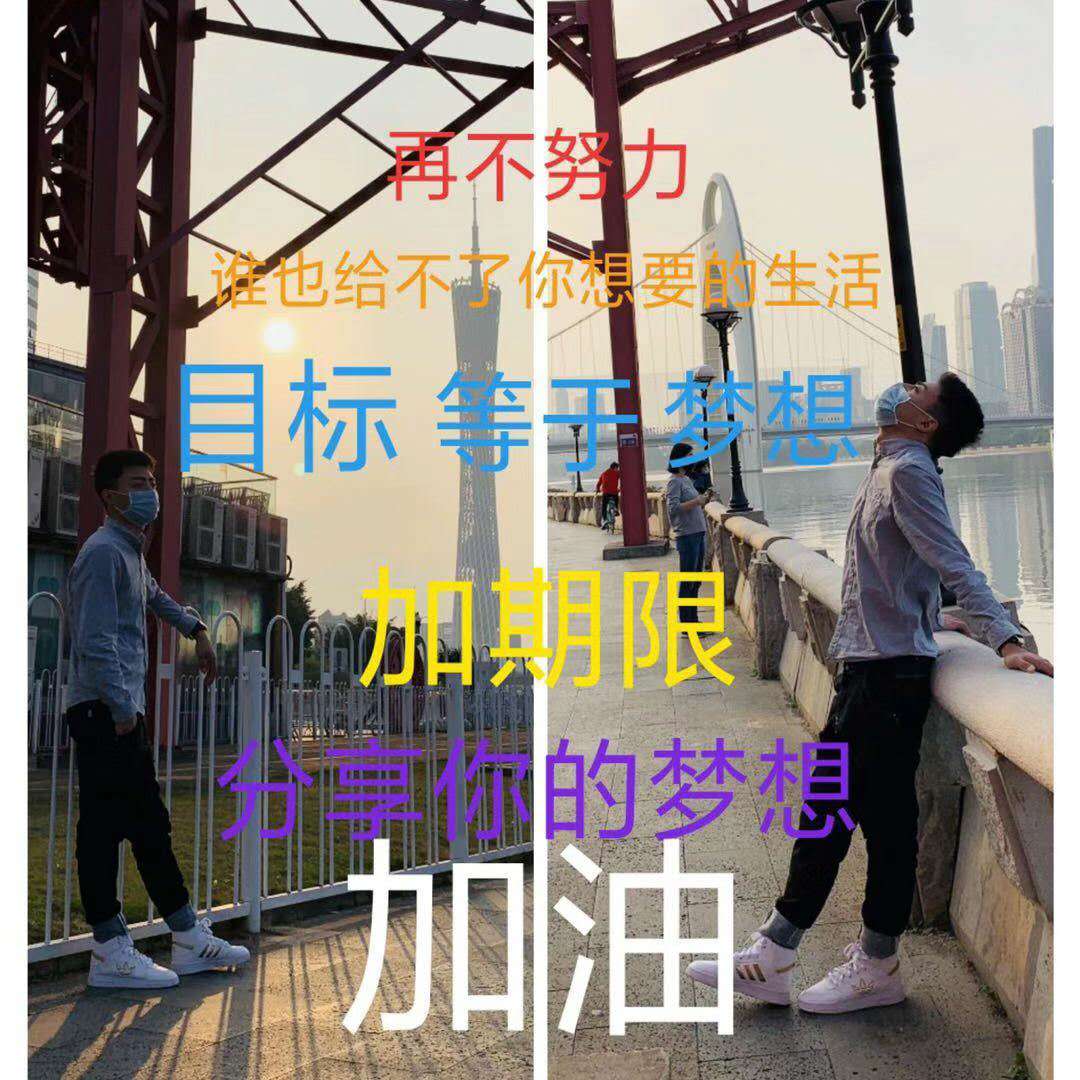 再不努力
谁也给不了你想要的生活
目标 等于 梦想
加期限
分享你的梦想
加油